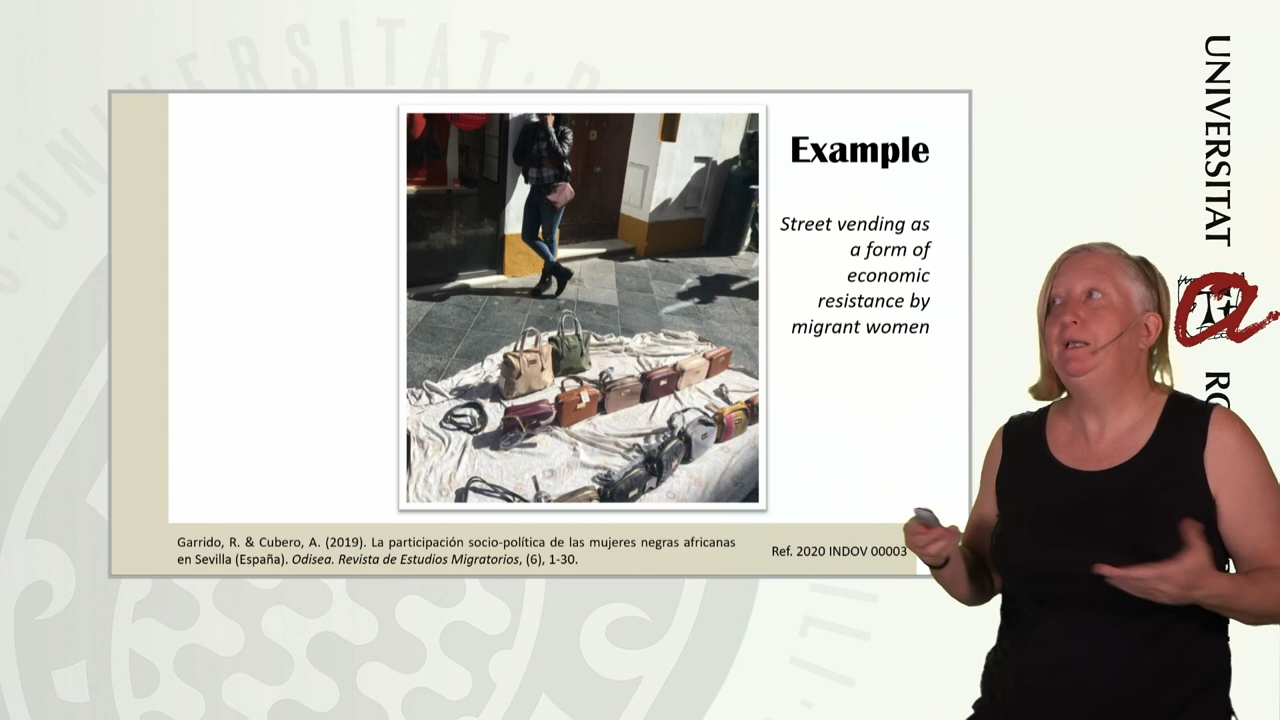 Example
Street vending as
a form of
economic
resistance by
migrant women
Garrido, R. & Cubero, A. (2019). La participación socio-política de las mujeres negras africanas
en Sevilla (España). Odisea. Revista de Estudios Migratorios, (6), 1-30.
Ref. 2020 INDOV 00003
UNIVERSITAT